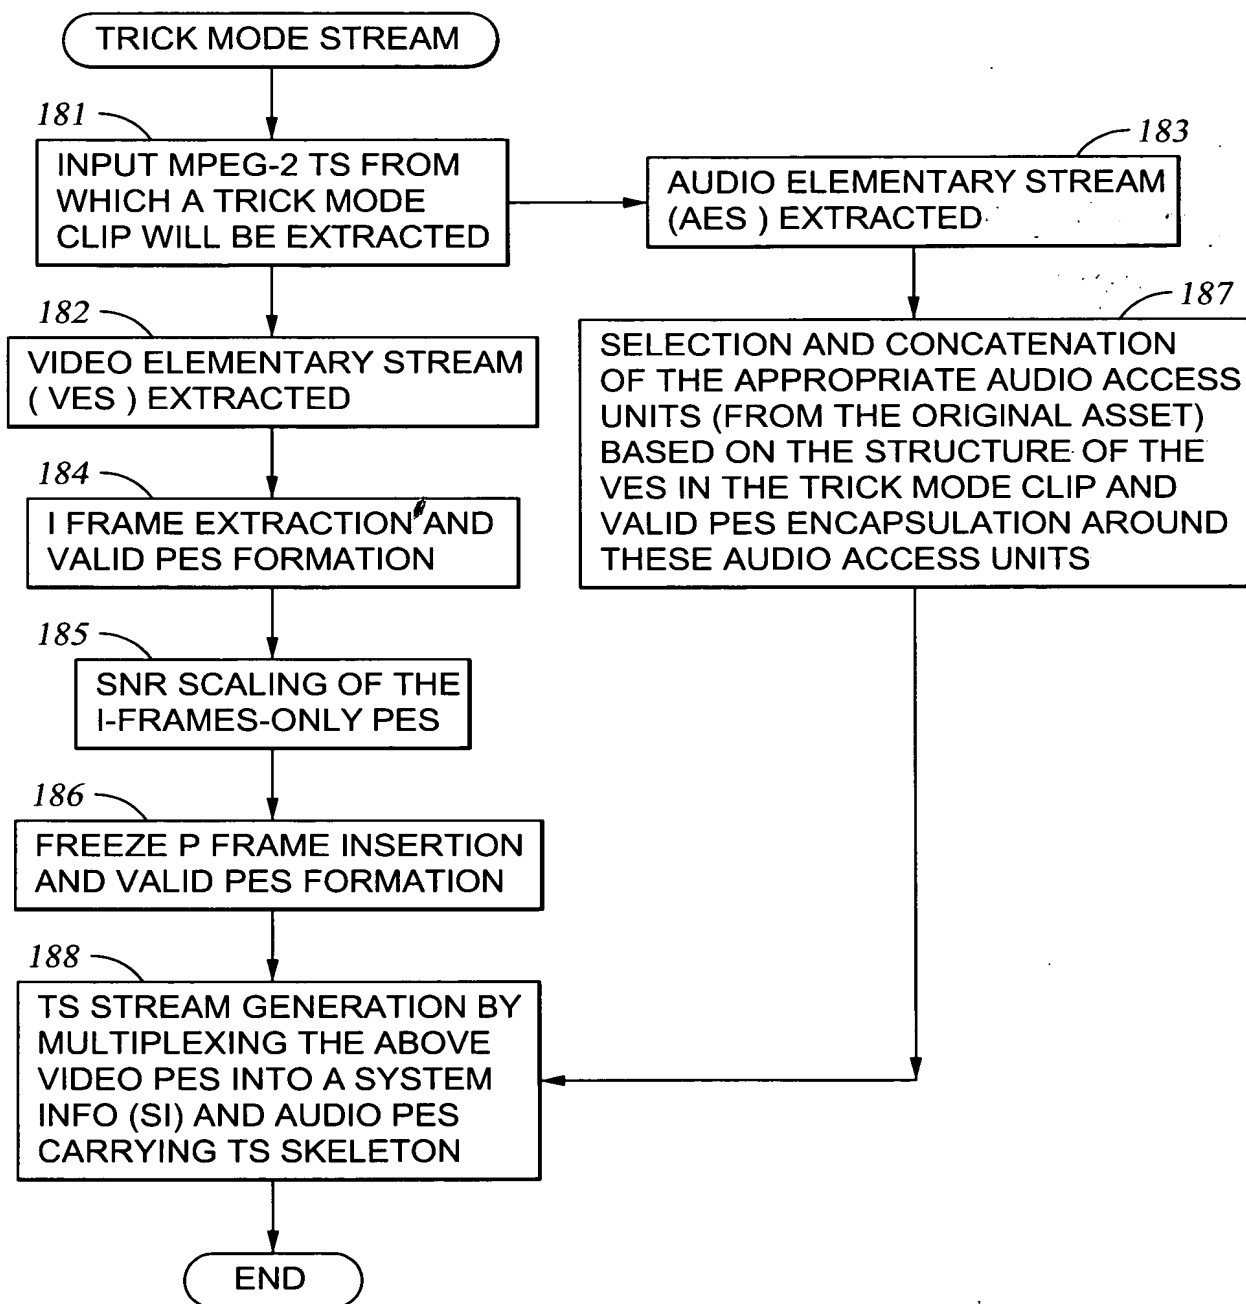 TRICK MODE STREAM
181
INPUT MPEG-2 TS FROM
WHICH A TRICK MODE
CLIP WILL BE EXTRACTED
183
AUDIO ELEMENTARY STREAM
(AES ) EXTRACTED
182
VIDEO ELEMENTARY STREAM
( VES ) EXTRACTED
187
SELECTION AND CONCATENATION
OF THE APPROPRIATE AUDIO ACCESS
UNITS (FROM THE ORIGINAL ASSET)
BASED ON THE STRUCTURE OF THE
VES IN THE TRICK MODE CLIP AND
VALID PES ENCAPSULATION AROUND
THESE AUDIO ACCESS UNITS
184
I FRAME EXTRACTION AND
VALID PES FORMATION
185
SNR SCALING OF THE
I-FRAMES-ONLY PES
186
FREEZE P FRAME INSERTION
AND VALID PES FORMATION
188
TS STREAM GENERATION BY
MULTIPLEXING THE ABOVE
VIDEO PES INTO A SYSTEM
INFO (SI) AND AUDIO PES
CARRYING TS SKELETON
END